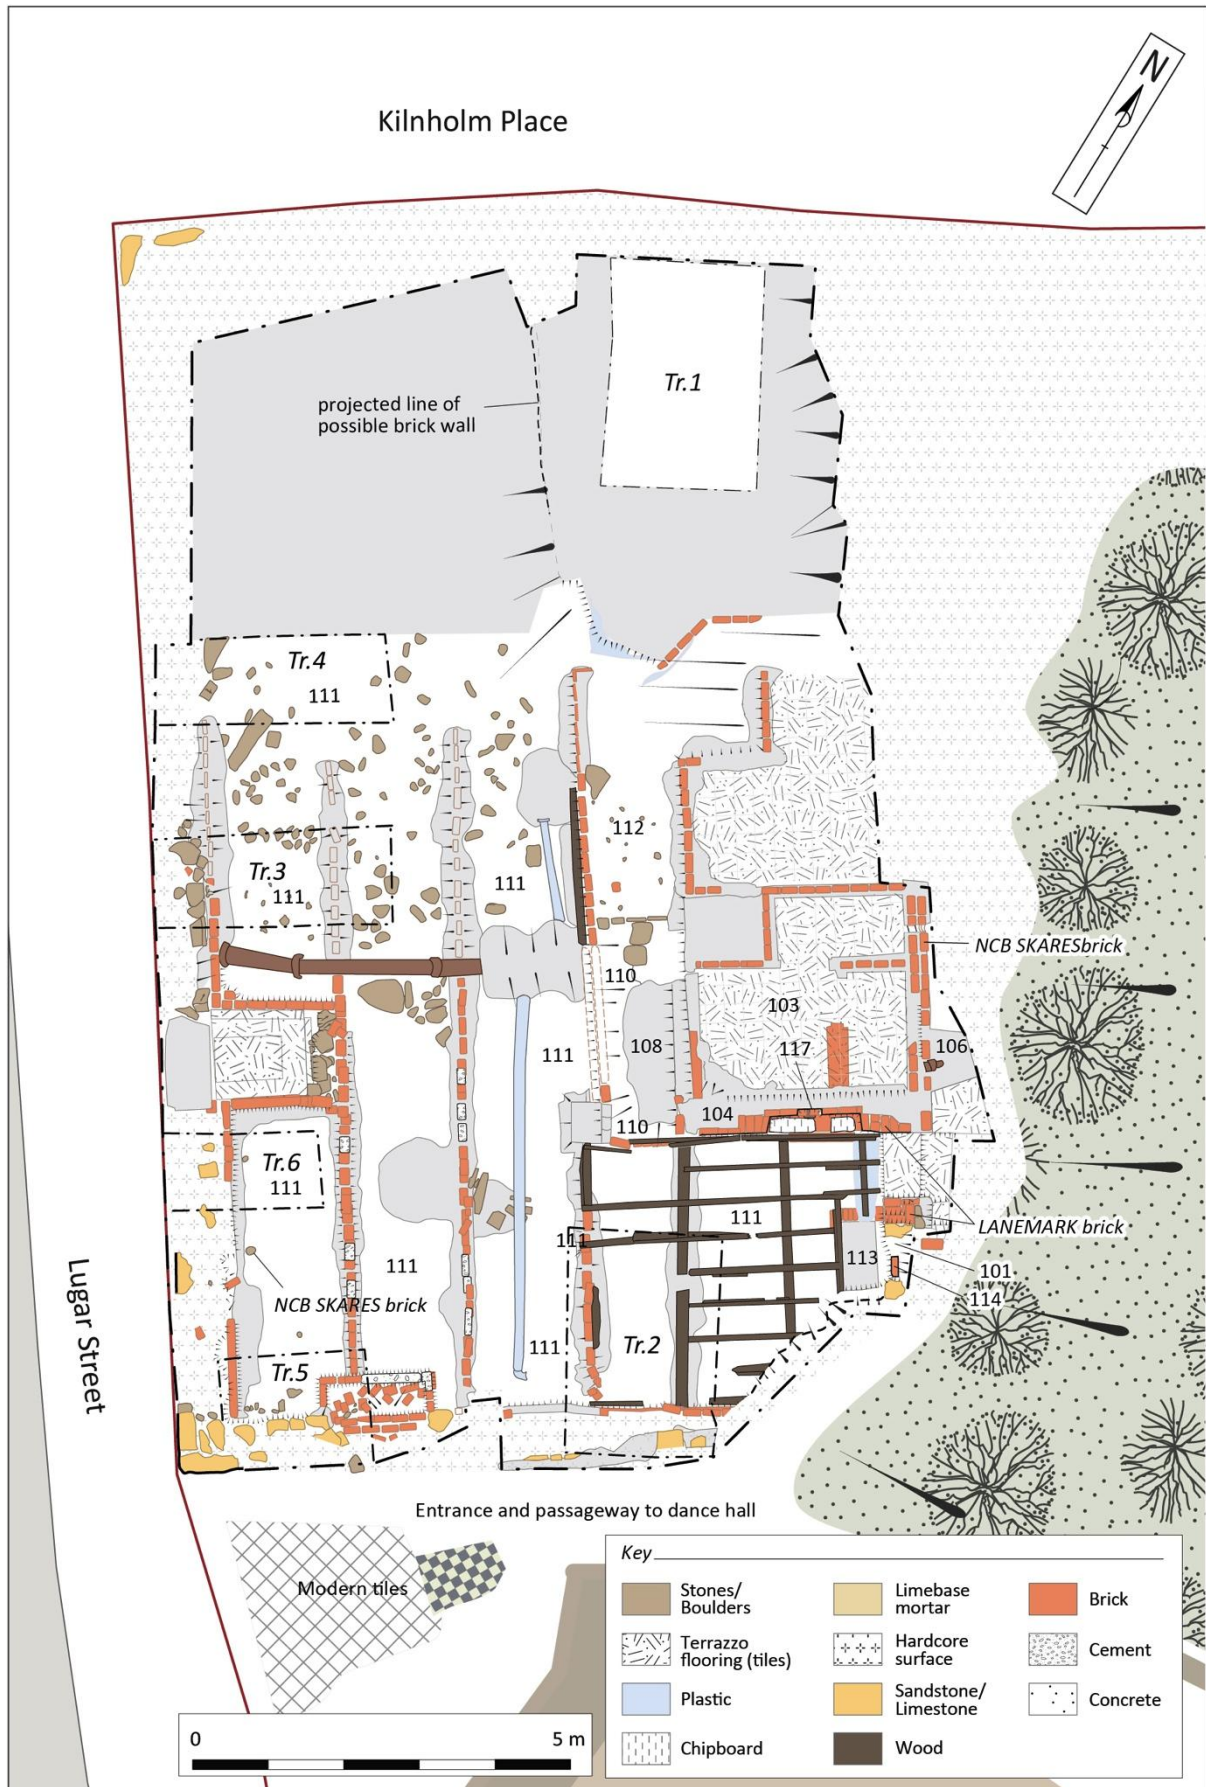 N
Kilnholm Place
Tr.1
projected line of
possible brick wall
Tr.4
111
112
Tr.3
111
111
NCB SKARESbrick
110
103
111
108
117
106
104
110
Tr.6
111
111
LANEMARK brick
111
113
111
101
NCB SKARES brick
114
111
Tr.2
Tr.5
Lugar Street
Entrance and passageway to dance hall
Modern tiles
Key
Stones/
Boulders
Limebase
mortar
Brick
Terrazzo
flooring (tiles)
Hardcore
surface
Cement
Plastic
Sandstone/
Limestone
Concrete
Chipboard
Wood
0
5 m